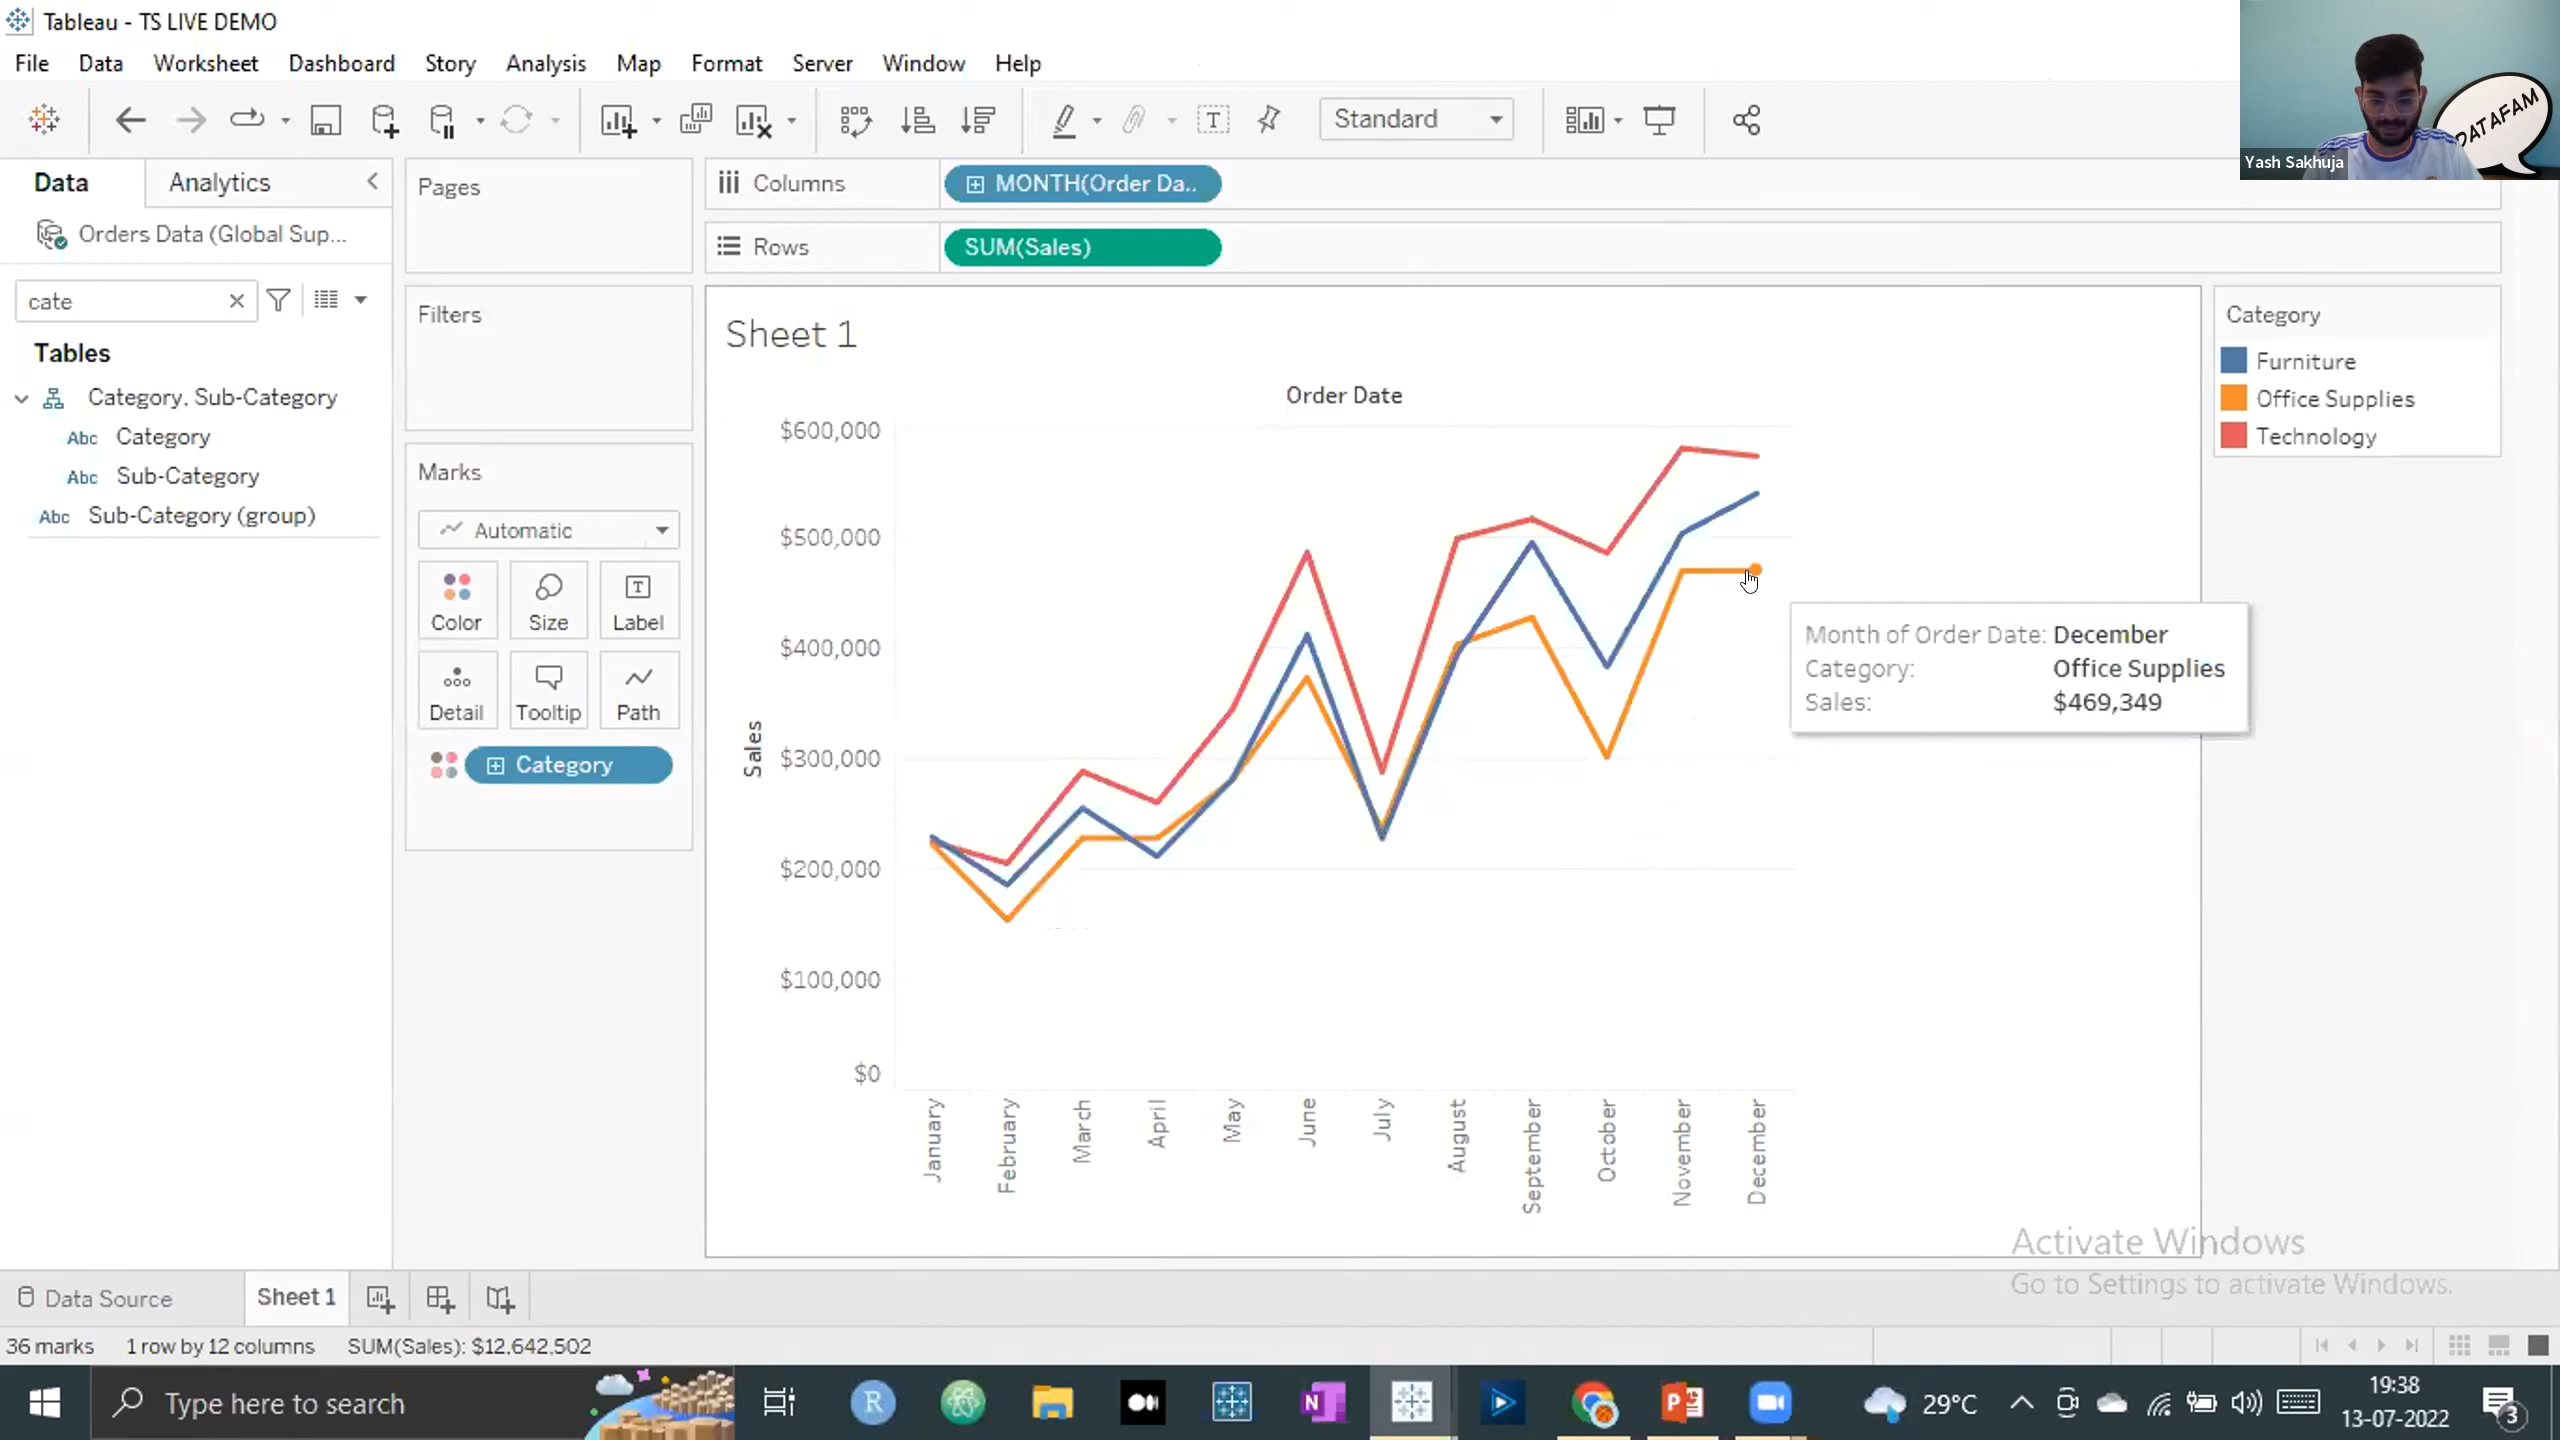 Tableau - TS LIVE DEMO
File Data Worksheet Dashboard Story Analysis Map Format Server Window Help
Standard
DATAFAM
Yash Sakhuja
Data Analytics
Orders Data (Global Sup...
cate
Tables
Category, Sub-Category
Abc Category
Abc Sub-Category
Abc Sub-Category (group)
Pages
Filters
Marks
Automatic
Color Size Label
Detail Tooltip Path
Category
Columns MONTH(Order Da..
Rows SUM(Sales)
Sheet 1
Order Date
Sales
$600,000
$500,000
$400,000
$300,000
$200,000
$100,000
$0
January
February
March
April
May
June
July
August
September
October
November
December
Month of Order Date: December
Category: Office Supplies
Sales: $469,349
Category
Furniture
Office Supplies
Technology
Activate Windows
Go to Settings to activate Windows.
Data Source Sheet 1
36 marks 1 row by 12 columns SUM(Sales): $12,642,502
Type here to search
29°C
19:38
13-07-2022
3